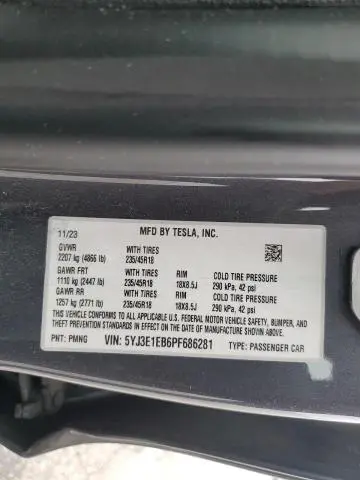 MFD BY TESLA, INC.
11/23
GVWR WITH TIRES
2207 kg (4866 lb) 235/45R18
GAWR FRT WITH TIRES RIM COLD TIRE PRESSURE
1110 kg (2447 lb) 235/45R18 18X8.5J 290 kPa, 42 psi
GAWR RR WITH TIRES RIM COLD TIRE PRESSURE
1257 kg (2771 lb) 235/45R18 18X8.5J 290 kPa, 42 psi
THIS VEHICLE CONFORMS TO ALL APPLICABLE
U.S. FEDERAL MOTOR VEHICLE SAFETY, BUMPER, AND
THEFT PREVENTION STANDARDS IN EFFECT ON THE DATE OF
MANUFACTURE SHOWN ABOVE.
PNT: PMNG VIN: 5YJ3E1EB6PF686281 TYPE: PASSENGER CAR